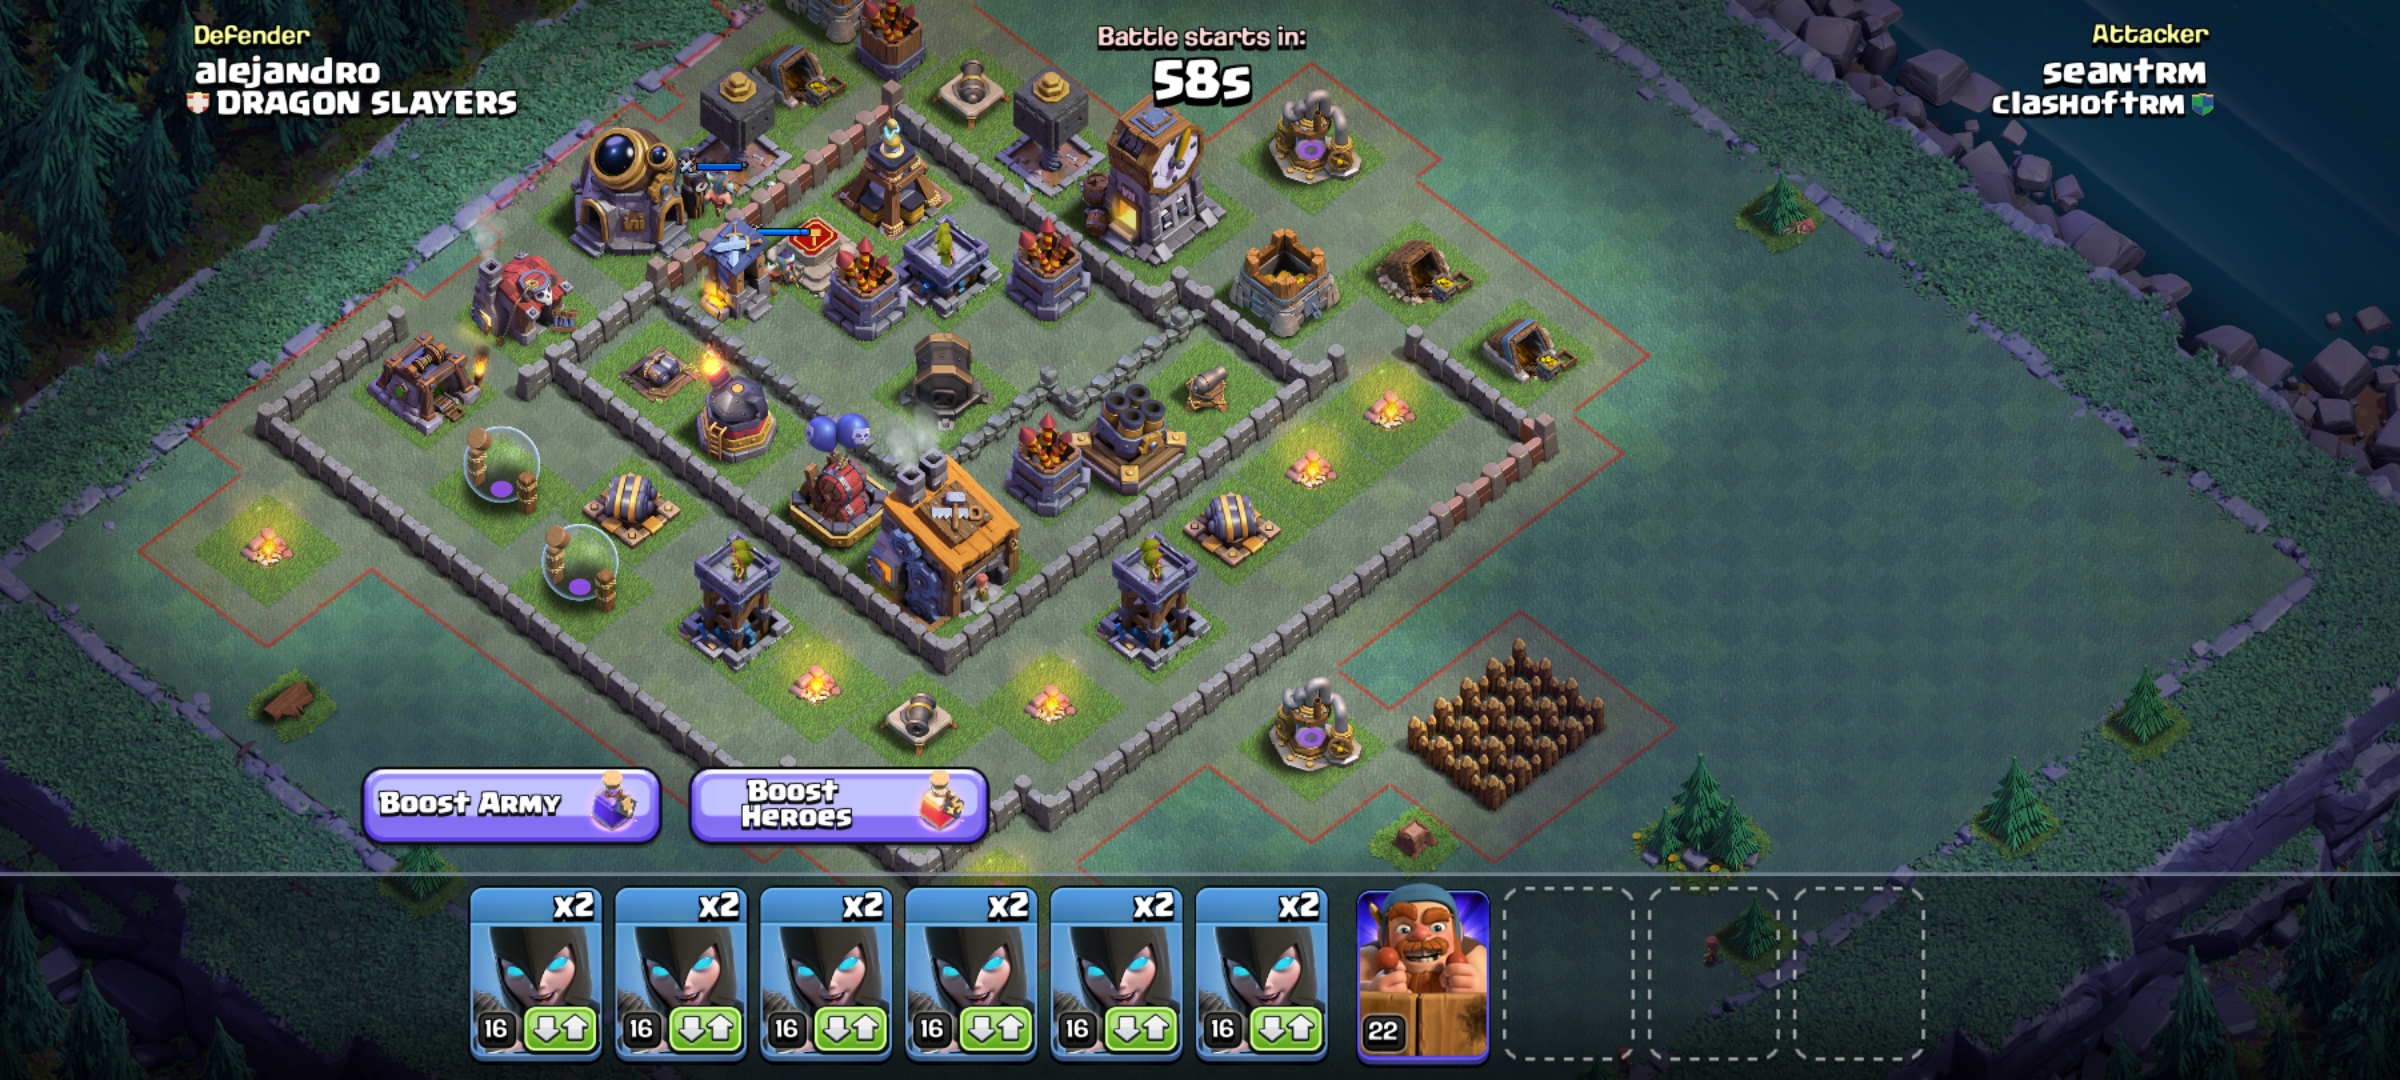 Defender
alejandro
DRAGON SLAYERS
Battle starts in:
58s
Attacker
seantRM
clashoftRM
Boost Army
Boost
Heroes
x2
x2
x2
x2
x2
x2
16
16
16
16
16
16
22